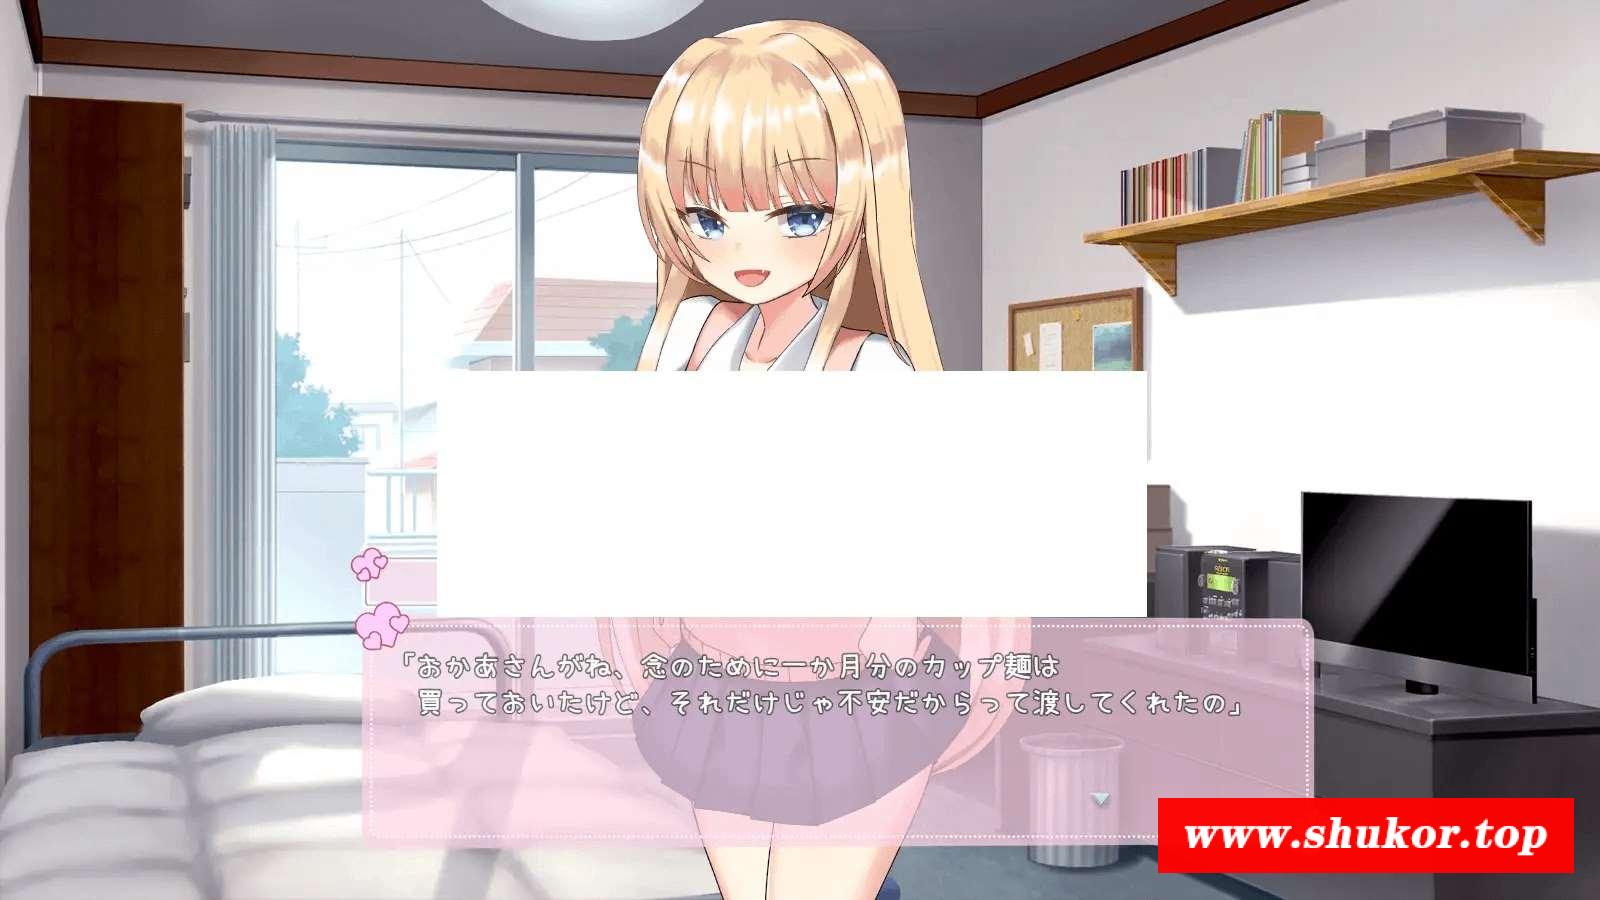 「おかあさんがね、念のために一か月分のカップ麺は
買っておいたけど、それだけじゃ不安だからって渡してくれたの」
www.shukor.top